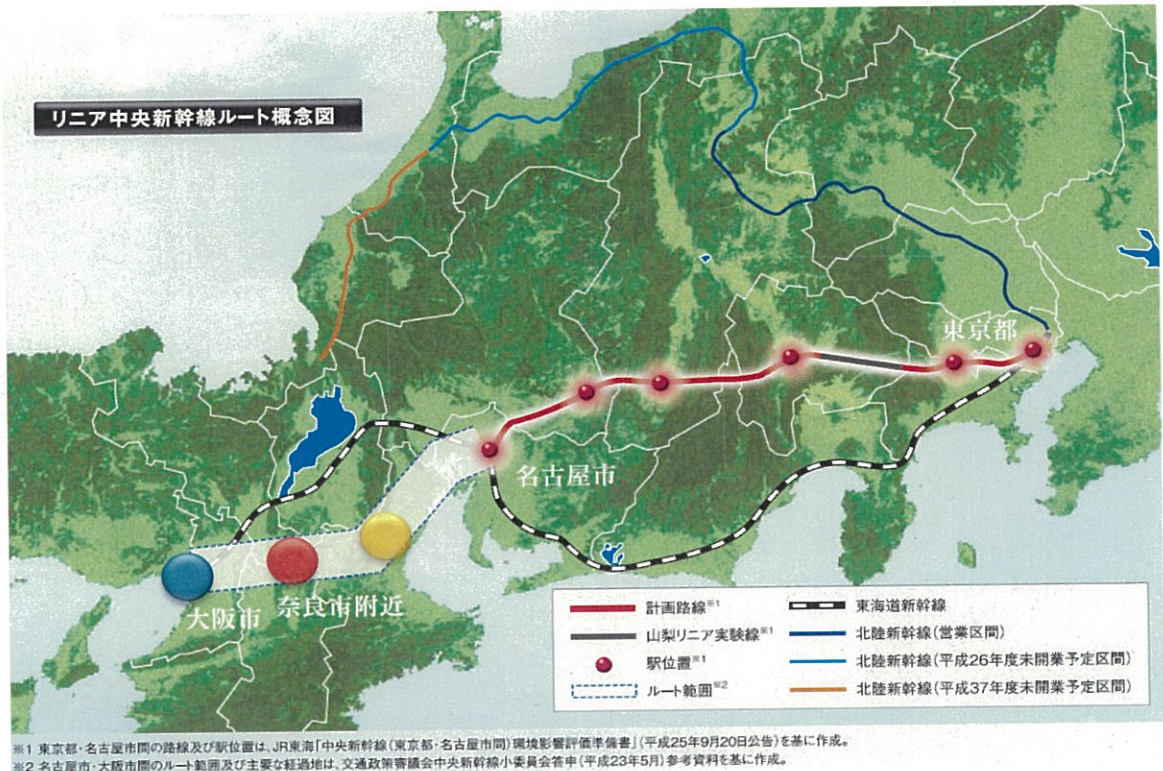 リニア中央新幹線ルート概念図
東京都
名古屋市
大阪市
奈良市附近
計画路線※1
山梨リニア実験線※1
駅位置※1
ルート範囲※2
東海道新幹線
北陸新幹線(営業区間)
北陸新幹線(平成26年度末開業予定区間)
北陸新幹線(平成37年度末開業予定区間)
※1 東京都・名古屋市間の路線及び駅位置は、JR東海「中央新幹線(東京都・名古屋市間)環境影響評価準備書」(平成25年9月20日公告)を基に作成。
※2 名古屋市・大阪市間のルート範囲及び主要な経過地は、交通政策審議会中央新幹線小委員会答申(平成23年5月)参考資料を基に作成。